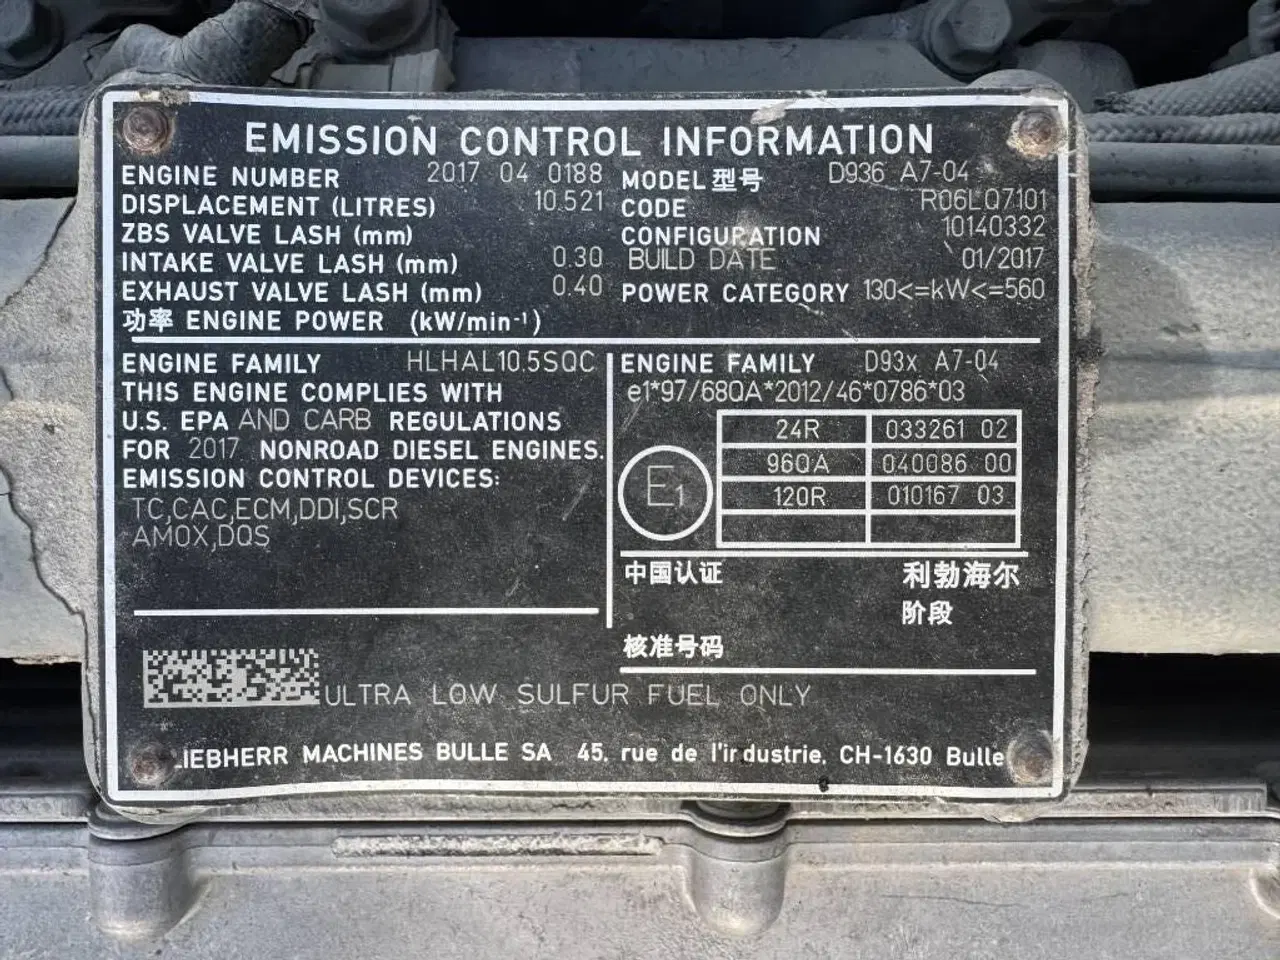 EMISSION CONTROL INFORMATION
ENGINE NUMBER 2017 04 0188
DISPLACEMENT (LITRES) 10.521
ZBS VALVE LASH (mm)
INTAKE VALVE LASH (mm) 0.30
EXHAUST VALVE LASH (mm) 0.40
功率 ENGINE POWER (kW/min⁻¹)
MODEL 型号 D936 A7-04
CODE R06LQ7101
CONFIGURATION 10140332
BUILD DATE 01/2017
POWER CATEGORY 130<=kW<=560
ENGINE FAMILY HLHAL10.5SQC
THIS ENGINE COMPLIES WITH
U.S. EPA AND CARB REGULATIONS
FOR 2017 NONROAD DIESEL ENGINES.
EMISSION CONTROL DEVICES:
TC,CAC,ECM,DDI,SCR
AMOX,DQS
ENGINE FAMILY D93x A7-04
e1*97/68QA*2012/46*0786*03
E1
24R 033261 02
96QA 040086 00
120R 010167 03
中国认证 利勃海尔
阶段
核准号码
ULTRA LOW SULFUR FUEL ONLY
LIEBHERR MACHINES BULLE SA 45, rue de l'industrie, CH-1630 Bulle